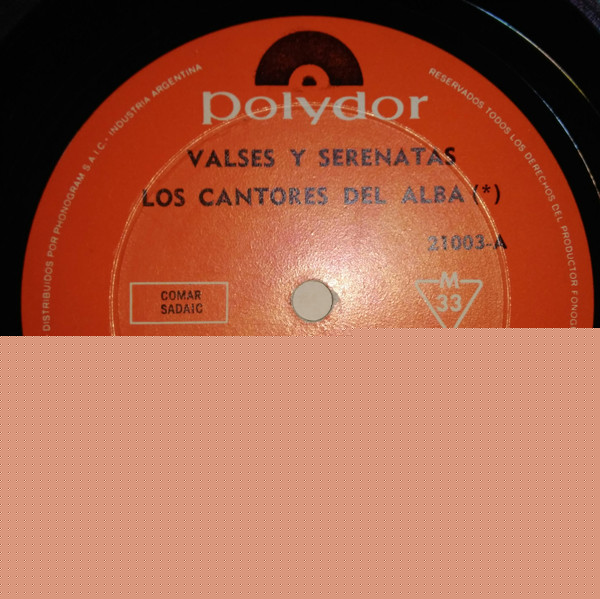 polydor
VALSES Y SERENATAS
LOS CANTORES DEL ALBA (*)
21003-A
COMAR
SADAIC
M
33
DISTRIBUIDOS POR PHONOGRAM S.A.I.C. - INDUSTRIA ARGENTINA
RESERVADOS TODOS LOS DERECHOS DEL PRODUCTOR